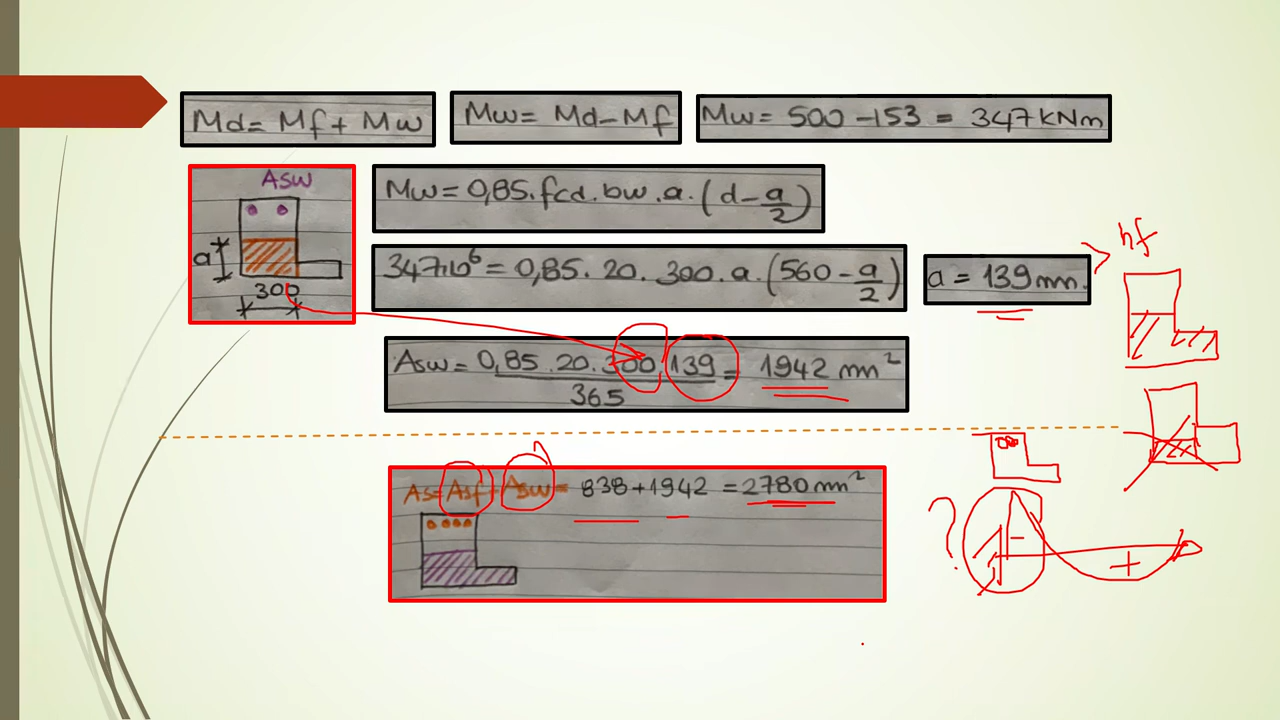 Md = Mf + Mw
Mw = Md - Mf
Mw = 500 - 153 = 347 kNm
Asw
a
300
Mw = 0,85.fcd.bw.a.(d - a/2)
347.10⁶ = 0,85. 20. 300. a. (560 - a/2)
a = 139 mm.
> hf
Asw = 0,85.20.300.139 / 365 = 1942 mm²
As = Asf + Asw = 838 + 1942 = 2780 mm²
?
-
+